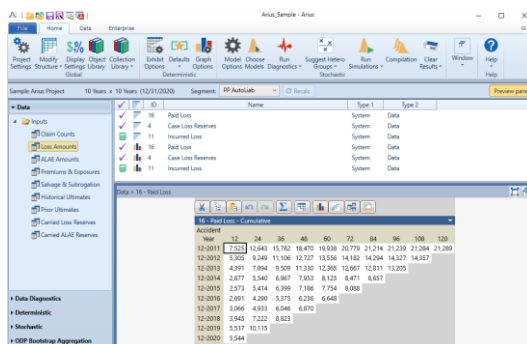 Arius_Sample - Arius
File Home Data Enterprise
Project Settings Modify Structure Display Settings Object Library Collection Library Exhibit Options Defaults Graph Options Model Options Choose Models Run Diagnostics Suggest Hetero Groups Run Simulations Compilation Clear Results Window Help
Global Deterministic Stochastic Help
Sample Arius Project 10 Years x 10 Years (12/31/2020) Segment: PP AutoLiab Recalc Preview pane
Data
Inputs
Claim Counts
Loss Amounts
ALAE Amounts
Premiums & Exposures
Salvage & Subrogation
Historical Ultimates
Prior Ultimates
Carried Loss Reserves
Carried ALAE Reserves
Data Diagnostics
Deterministic
Stochastic
ODP Bootstrap Aggregation
ID Name Type 1 Type 2
16 Paid Loss System Data
4 Case Loss Reserves System Data
11 Incurred Loss System Data
16 Paid Loss System Data
4 Case Loss Reserves System Data
11 Incurred Loss System Data
Data > 16 - Paid Loss
16 - Paid Loss - Cumulative
Accident
Year 12 24 36 48 60 72 84 96 108 120
12-2011 7,525 12,643 15,782 18,470 19,938 20,779 21,214 21,239 21,284 21,289
12-2012 5,305 9,249 11,106 12,727 13,556 14,182 14,294 14,327 14,357
12-2013 4,391 7,894 9,509 11,330 12,365 12,667 12,811 13,205
12-2014 2,877 5,540 6,967 7,953 8,125 8,471 8,657
12-2015 2,573 5,414 6,399 7,186 7,754 8,088
12-2016 2,691 4,290 5,375 6,236 6,648
12-2017 3,066 4,933 6,046 6,870
12-2018 3,945 7,222 8,823
12-2019 5,517 10,115
12-2020 5,544